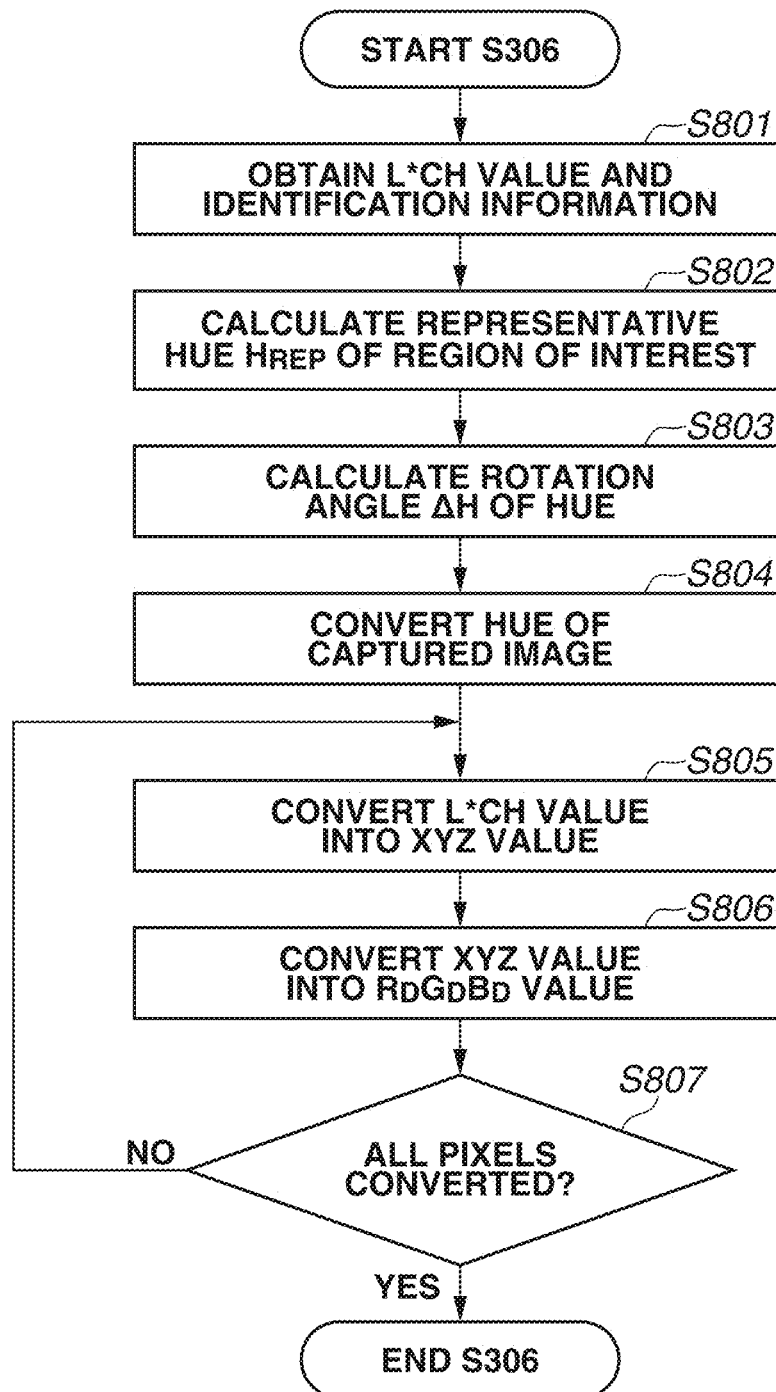 START S306
S801
OBTAIN L*CH VALUE AND
IDENTIFICATION INFORMATION
S802
CALCULATE REPRESENTATIVE
HUE HREP OF REGION OF INTEREST
S803
CALCULATE ROTATION
ANGLE ΔH OF HUE
S804
CONVERT HUE OF
CAPTURED IMAGE
S805
CONVERT L*CH VALUE
INTO XYZ VALUE
S806
CONVERT XYZ VALUE
INTO RDGDBD VALUE
S807
NO
ALL PIXELS
CONVERTED?
YES
END S306